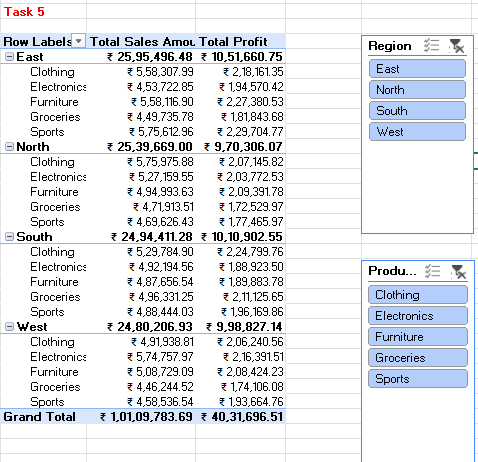 Task 5
Row Labels Total Sales Amou Total Profit
East ₹ 25,95,496.48 ₹ 10,51,660.75
Clothing ₹ 5,58,307.99 ₹ 2,18,161.35
Electronics ₹ 4,53,722.85 ₹ 1,94,570.42
Furniture ₹ 5,58,116.90 ₹ 2,27,380.53
Groceries ₹ 4,49,735.78 ₹ 1,81,843.68
Sports ₹ 5,75,612.96 ₹ 2,29,704.77
North ₹ 25,39,669.00 ₹ 9,70,306.07
Clothing ₹ 5,75,975.88 ₹ 2,07,145.82
Electronics ₹ 5,27,159.55 ₹ 2,03,772.53
Furniture ₹ 4,94,993.63 ₹ 2,09,391.78
Groceries ₹ 4,71,913.51 ₹ 1,72,529.97
Sports ₹ 4,69,626.43 ₹ 1,77,465.97
South ₹ 24,94,411.28 ₹ 10,10,902.55
Clothing ₹ 5,29,784.90 ₹ 2,24,799.76
Electronics ₹ 4,92,194.56 ₹ 1,88,923.50
Furniture ₹ 4,87,656.54 ₹ 1,89,883.78
Groceries ₹ 4,96,331.25 ₹ 2,11,125.65
Sports ₹ 4,88,444.03 ₹ 1,96,169.86
West ₹ 24,80,206.93 ₹ 9,98,827.14
Clothing ₹ 4,91,938.81 ₹ 2,06,240.56
Electronics ₹ 5,74,757.97 ₹ 2,16,391.51
Furniture ₹ 5,08,729.09 ₹ 2,08,424.23
Groceries ₹ 4,46,244.52 ₹ 1,74,106.08
Sports ₹ 4,58,536.54 ₹ 1,93,664.76
Grand Total ₹ 1,01,09,783.69 ₹ 40,31,696.51
Region
East
North
South
West
Produ...
Clothing
Electronics
Furniture
Groceries
Sports